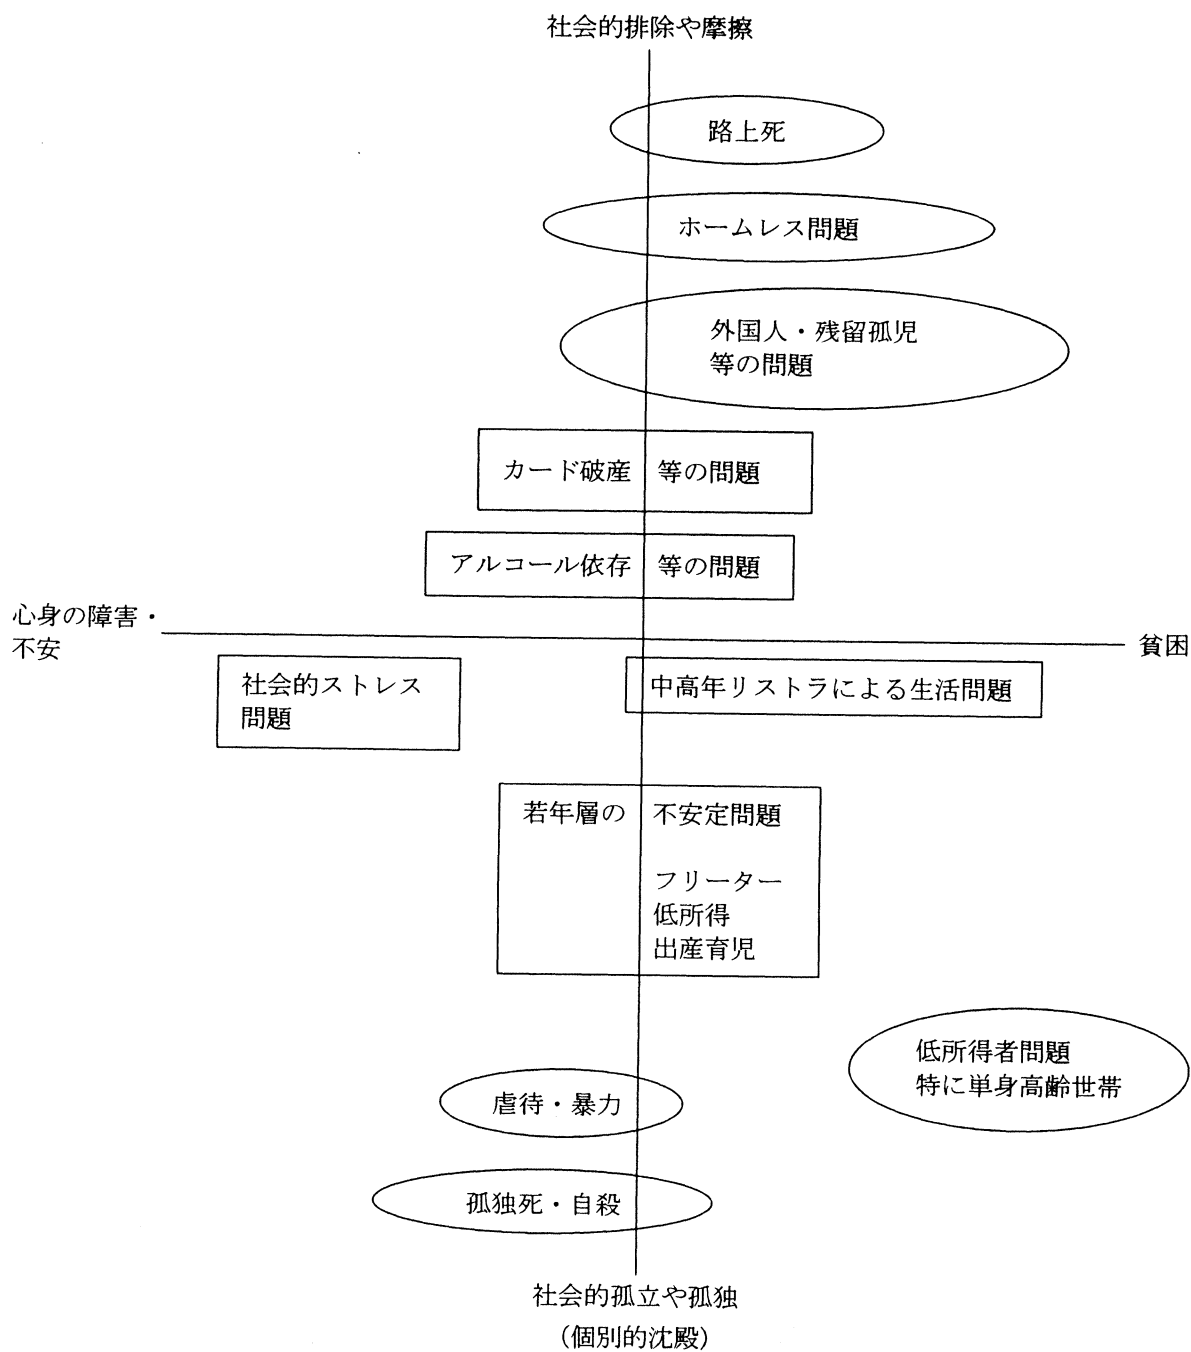 社会的排除や摩擦
路上死
ホームレス問題
外国人・残留孤児
等の問題
カード破産等の問題
アルコール依存等の問題
心身の障害・
不安
貧困
社会的ストレス
問題
中高年リストラによる生活問題
若年層の不安定問題
フリーター
低所得
出産育児
低所得者問題
特に単身高齢世帯
虐待・暴力
孤独死・自殺
社会的孤立や孤独
（個別的沈殿）